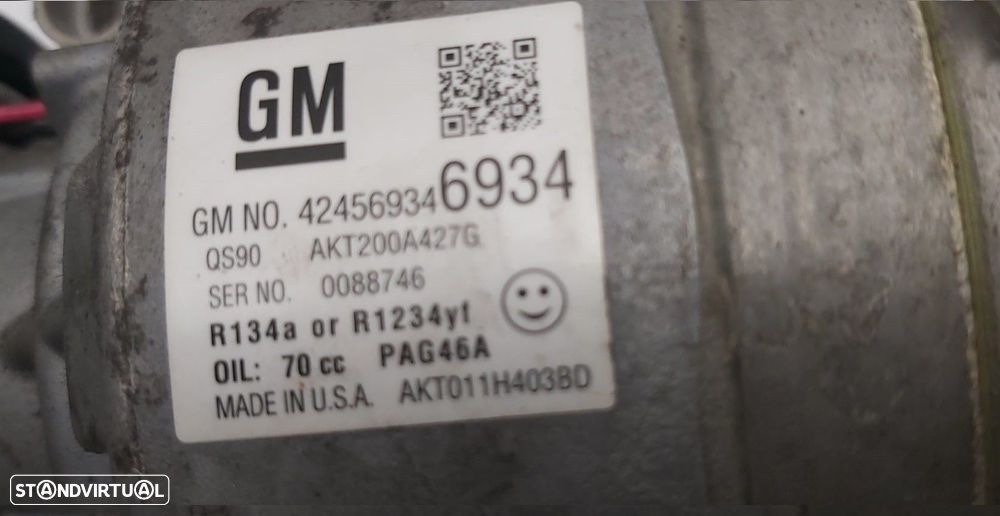 GM
GM NO. 42456934 6934
QS90 AKT200A427G
SER NO. 0088746
R134a or R1234yf
OIL: 70 cc PAG46A
MADE IN U.S.A. AKT011H403BD
STANDVIRTUAL